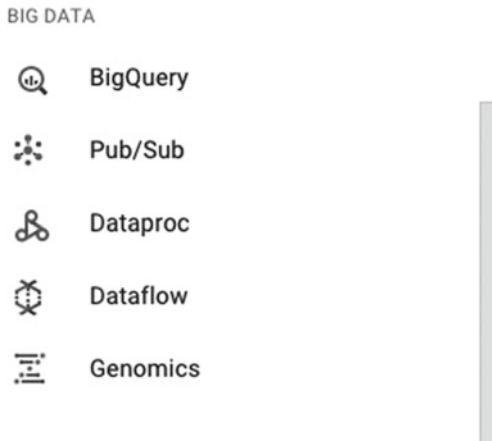 BIG DATA
BigQuery
Pub/Sub
Dataproc
Dataflow
Genomics